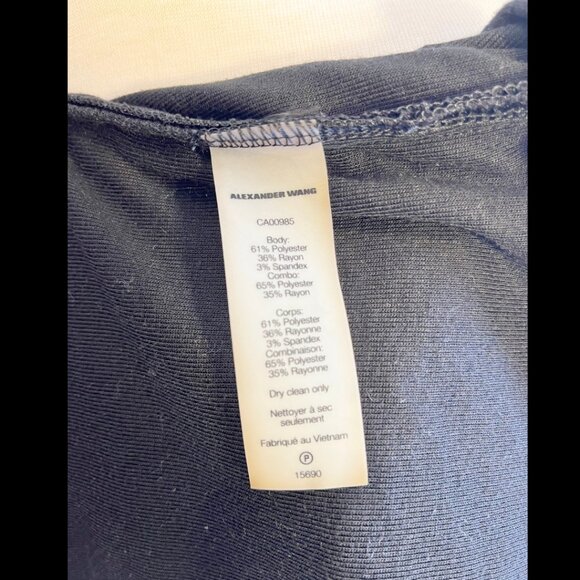 ALEXANDER WANG
CA00985
Body:
61% Polyester
36% Rayon
3% Spandex
Combo:
65% Polyester
35% Rayon
Corps:
61% Polyester
36% Rayonne
3% Spandex
Combinaison:
65% Polyester
35% Rayonne
Dry clean only
Nettoyer à sec
seulement
Fabriqué au Vietnam
P
15690